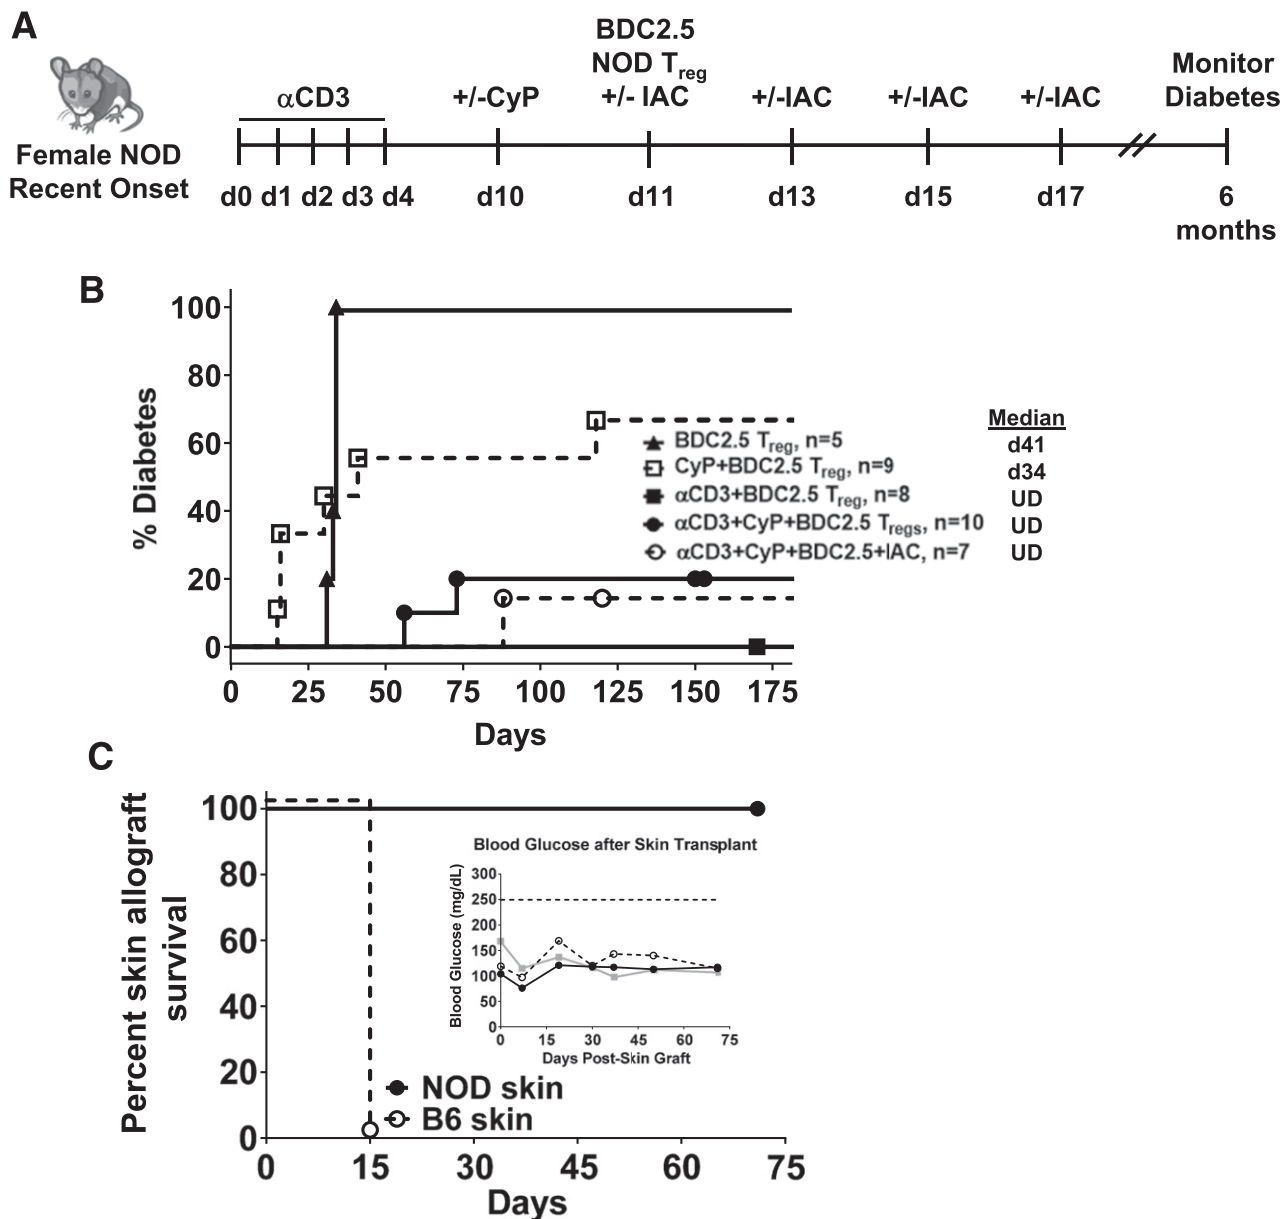 A
BDC2.5
NOD Treg
Monitor
αCD3
+/-CyP
+/- IAC
+/-IAC
+/-IAC
+/-IAC
Diabetes
Female NOD
Recent Onset
d0 d1 d2 d3 d4
d10
d11
d13
d15
d17
6
months
B
% Diabetes
100
80
60
40
20
0
0 25 50 75 100 125 150 175
Days
Median
BDC2.5 Treg, n=5 d41
CyP+BDC2.5 Treg, n=9 d34
αCD3+BDC2.5 Treg, n=8 UD
αCD3+CyP+BDC2.5 Tregs, n=10 UD
αCD3+CyP+BDC2.5+IAC, n=7 UD
C
Percent skin allograft
survival
100
80
60
40
20
0
0 15 30 45 60 75
Days
Blood Glucose after Skin Transplant
Blood Glucose (mg/dL)
300
250
200
150
100
50
0
0 15 30 45 60 75
Days Post-Skin Graft
NOD skin
B6 skin